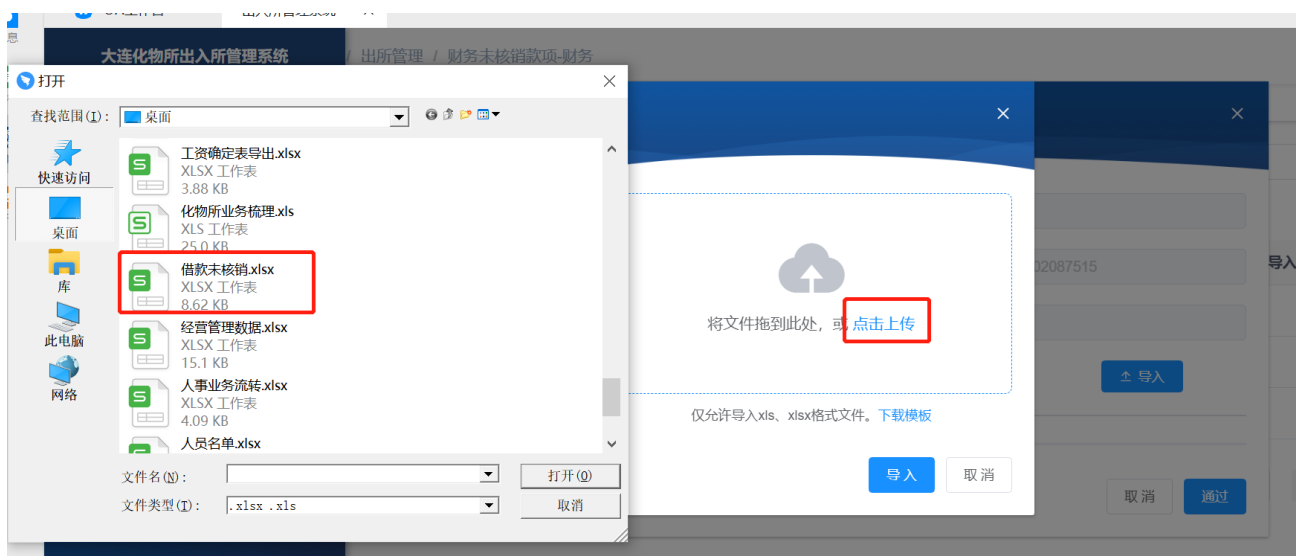 息
大连化物所出入所管理系统
/ 出所管理 / 财务未核销款项-财务
打开
查找范围(I):
桌面
快速访问
桌面
库
此电脑
网络
工资确定表导出.xlsx
XLSX 工作表
3.88 KB
化物所业务梳理.xls
XLS 工作表
25.0 KB
借款未核销.xlsx
XLSX 工作表
8.62 KB
经营管理数据.xlsx
XLSX 工作表
15.1 KB
人事业务流转.xlsx
XLSX 工作表
4.09 KB
人员名单.xlsx
文件名(N):
打开(O)
文件类型(T):
.xlsx .xls
取消
将文件拖到此处，或 点击上传
仅允许导入xls、xlsx格式文件。下载模板
导入
取消
02087515
导入
导入
取消
通过